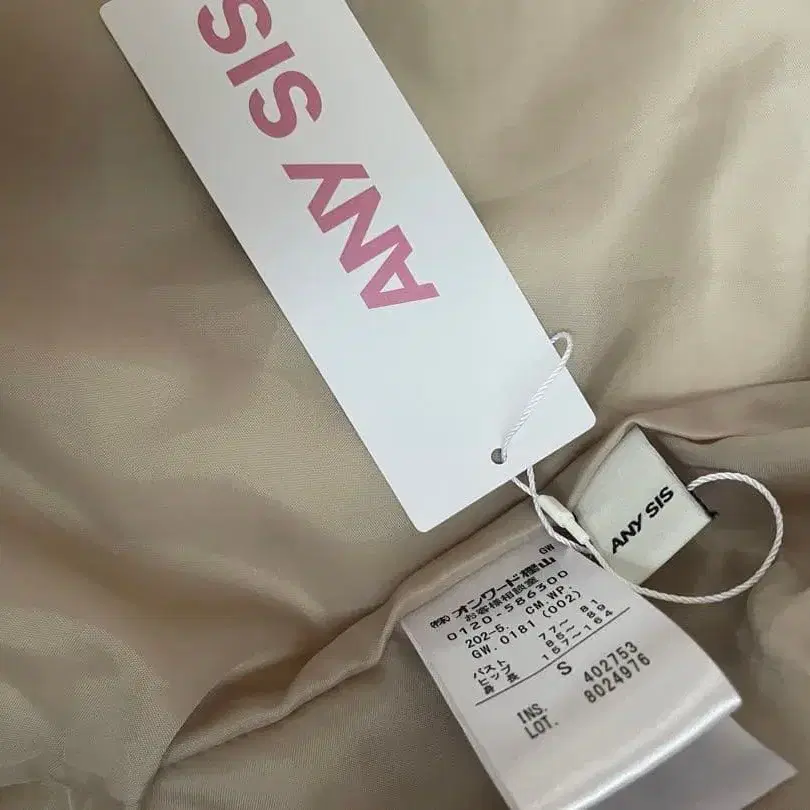 ANY SIS
ANY SIS
GW
㈱オンワード樫山
お客様相談室
0120-586300
202-5. CM.WP.
GW.0181 (002)
バスト 77〜 81
ヒップ 85〜 89
身長 157〜164
S
INS. 402753
LOT. 8024976